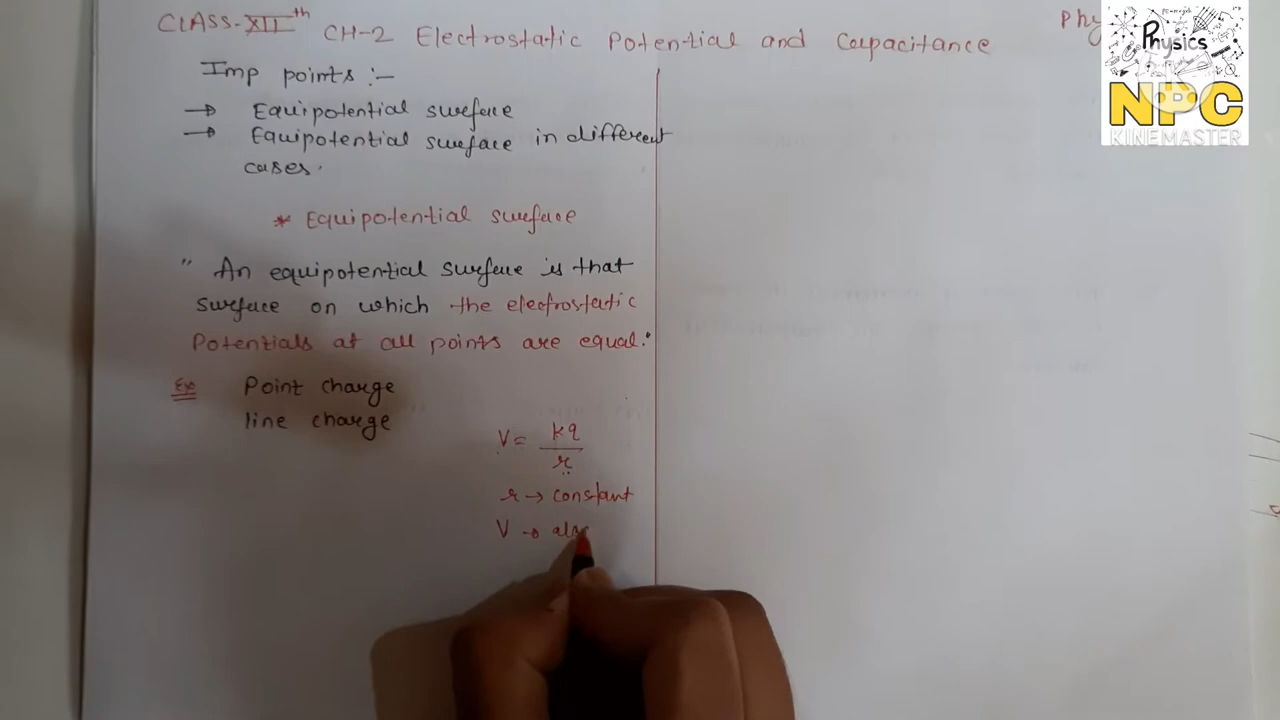 CLASS-XIIth CH-2 Electrostatic Potential and Capacitance
Physics
NPC
KINEMASTER
Imp points :-
→ Equipotential surface
→ Equipotential surface in different
cases.
* Equipotential surface
" An equipotential surface is that
surface on which the electrostatic
Potentials at all points are equal."
Ex Point charge
line charge
V = kq
r
r → constant
V → als